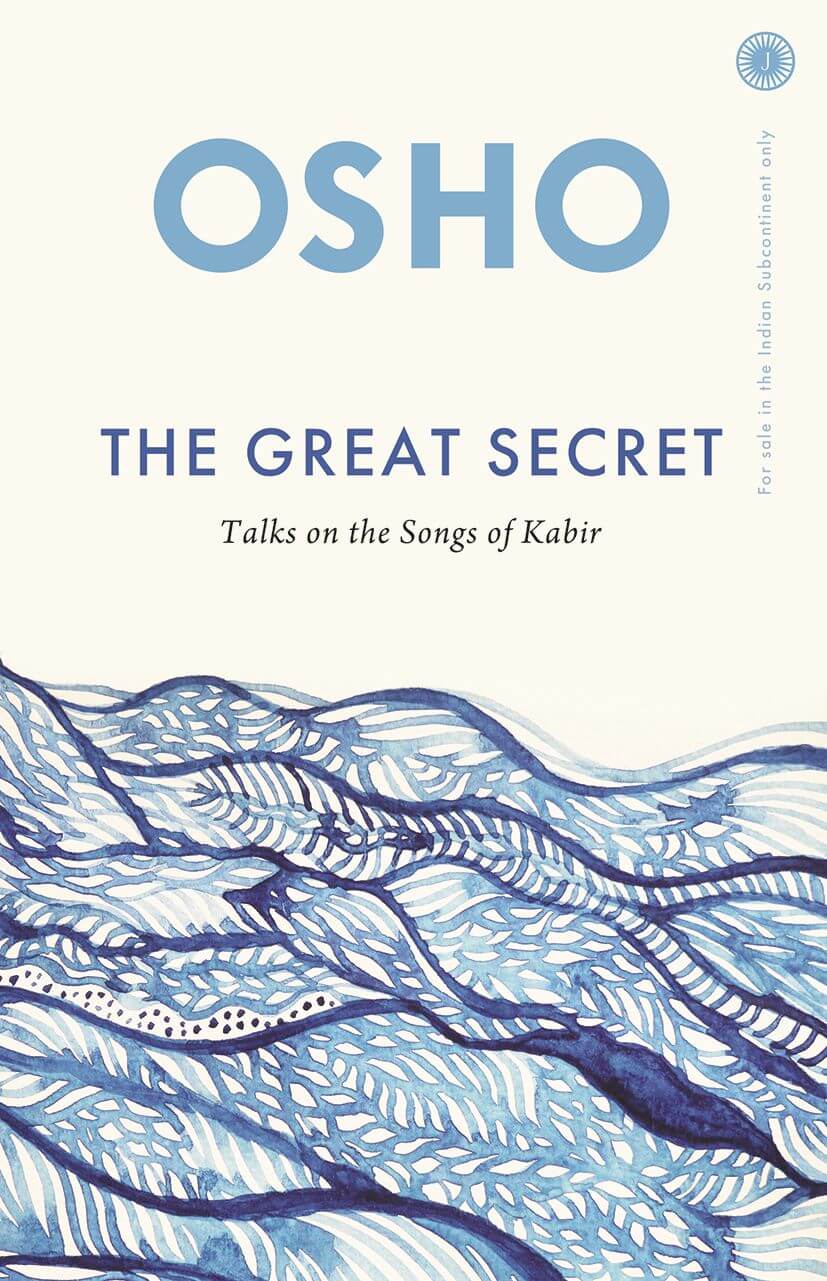 J
OSHO
For sale in the Indian Subcontinent only
THE GREAT SECRET
Talks on the Songs of Kabir